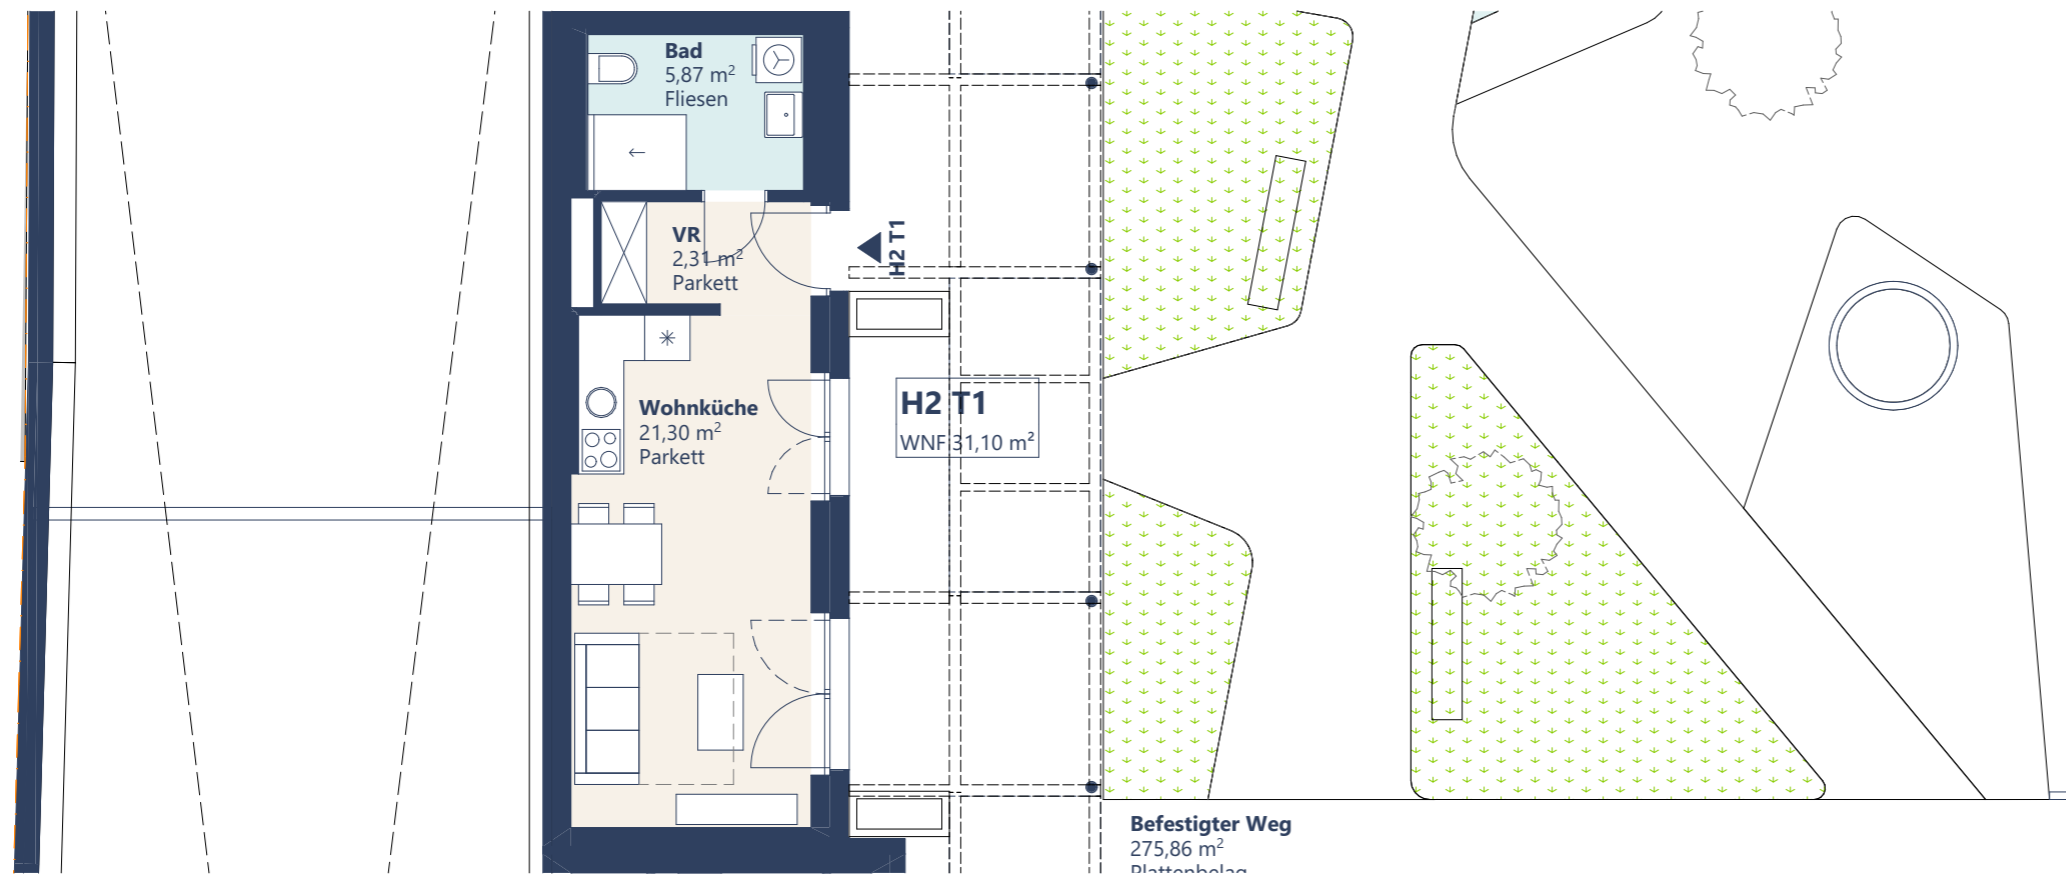 Bad
5,87 m²
Fliesen
VR
2,31 m²
Parkett
H2 T1
Wohnküche
21,30 m²
Parkett
H2 T1
WNF 31,10 m²
Befestigter Weg
275,86 m²
Plattenbelag